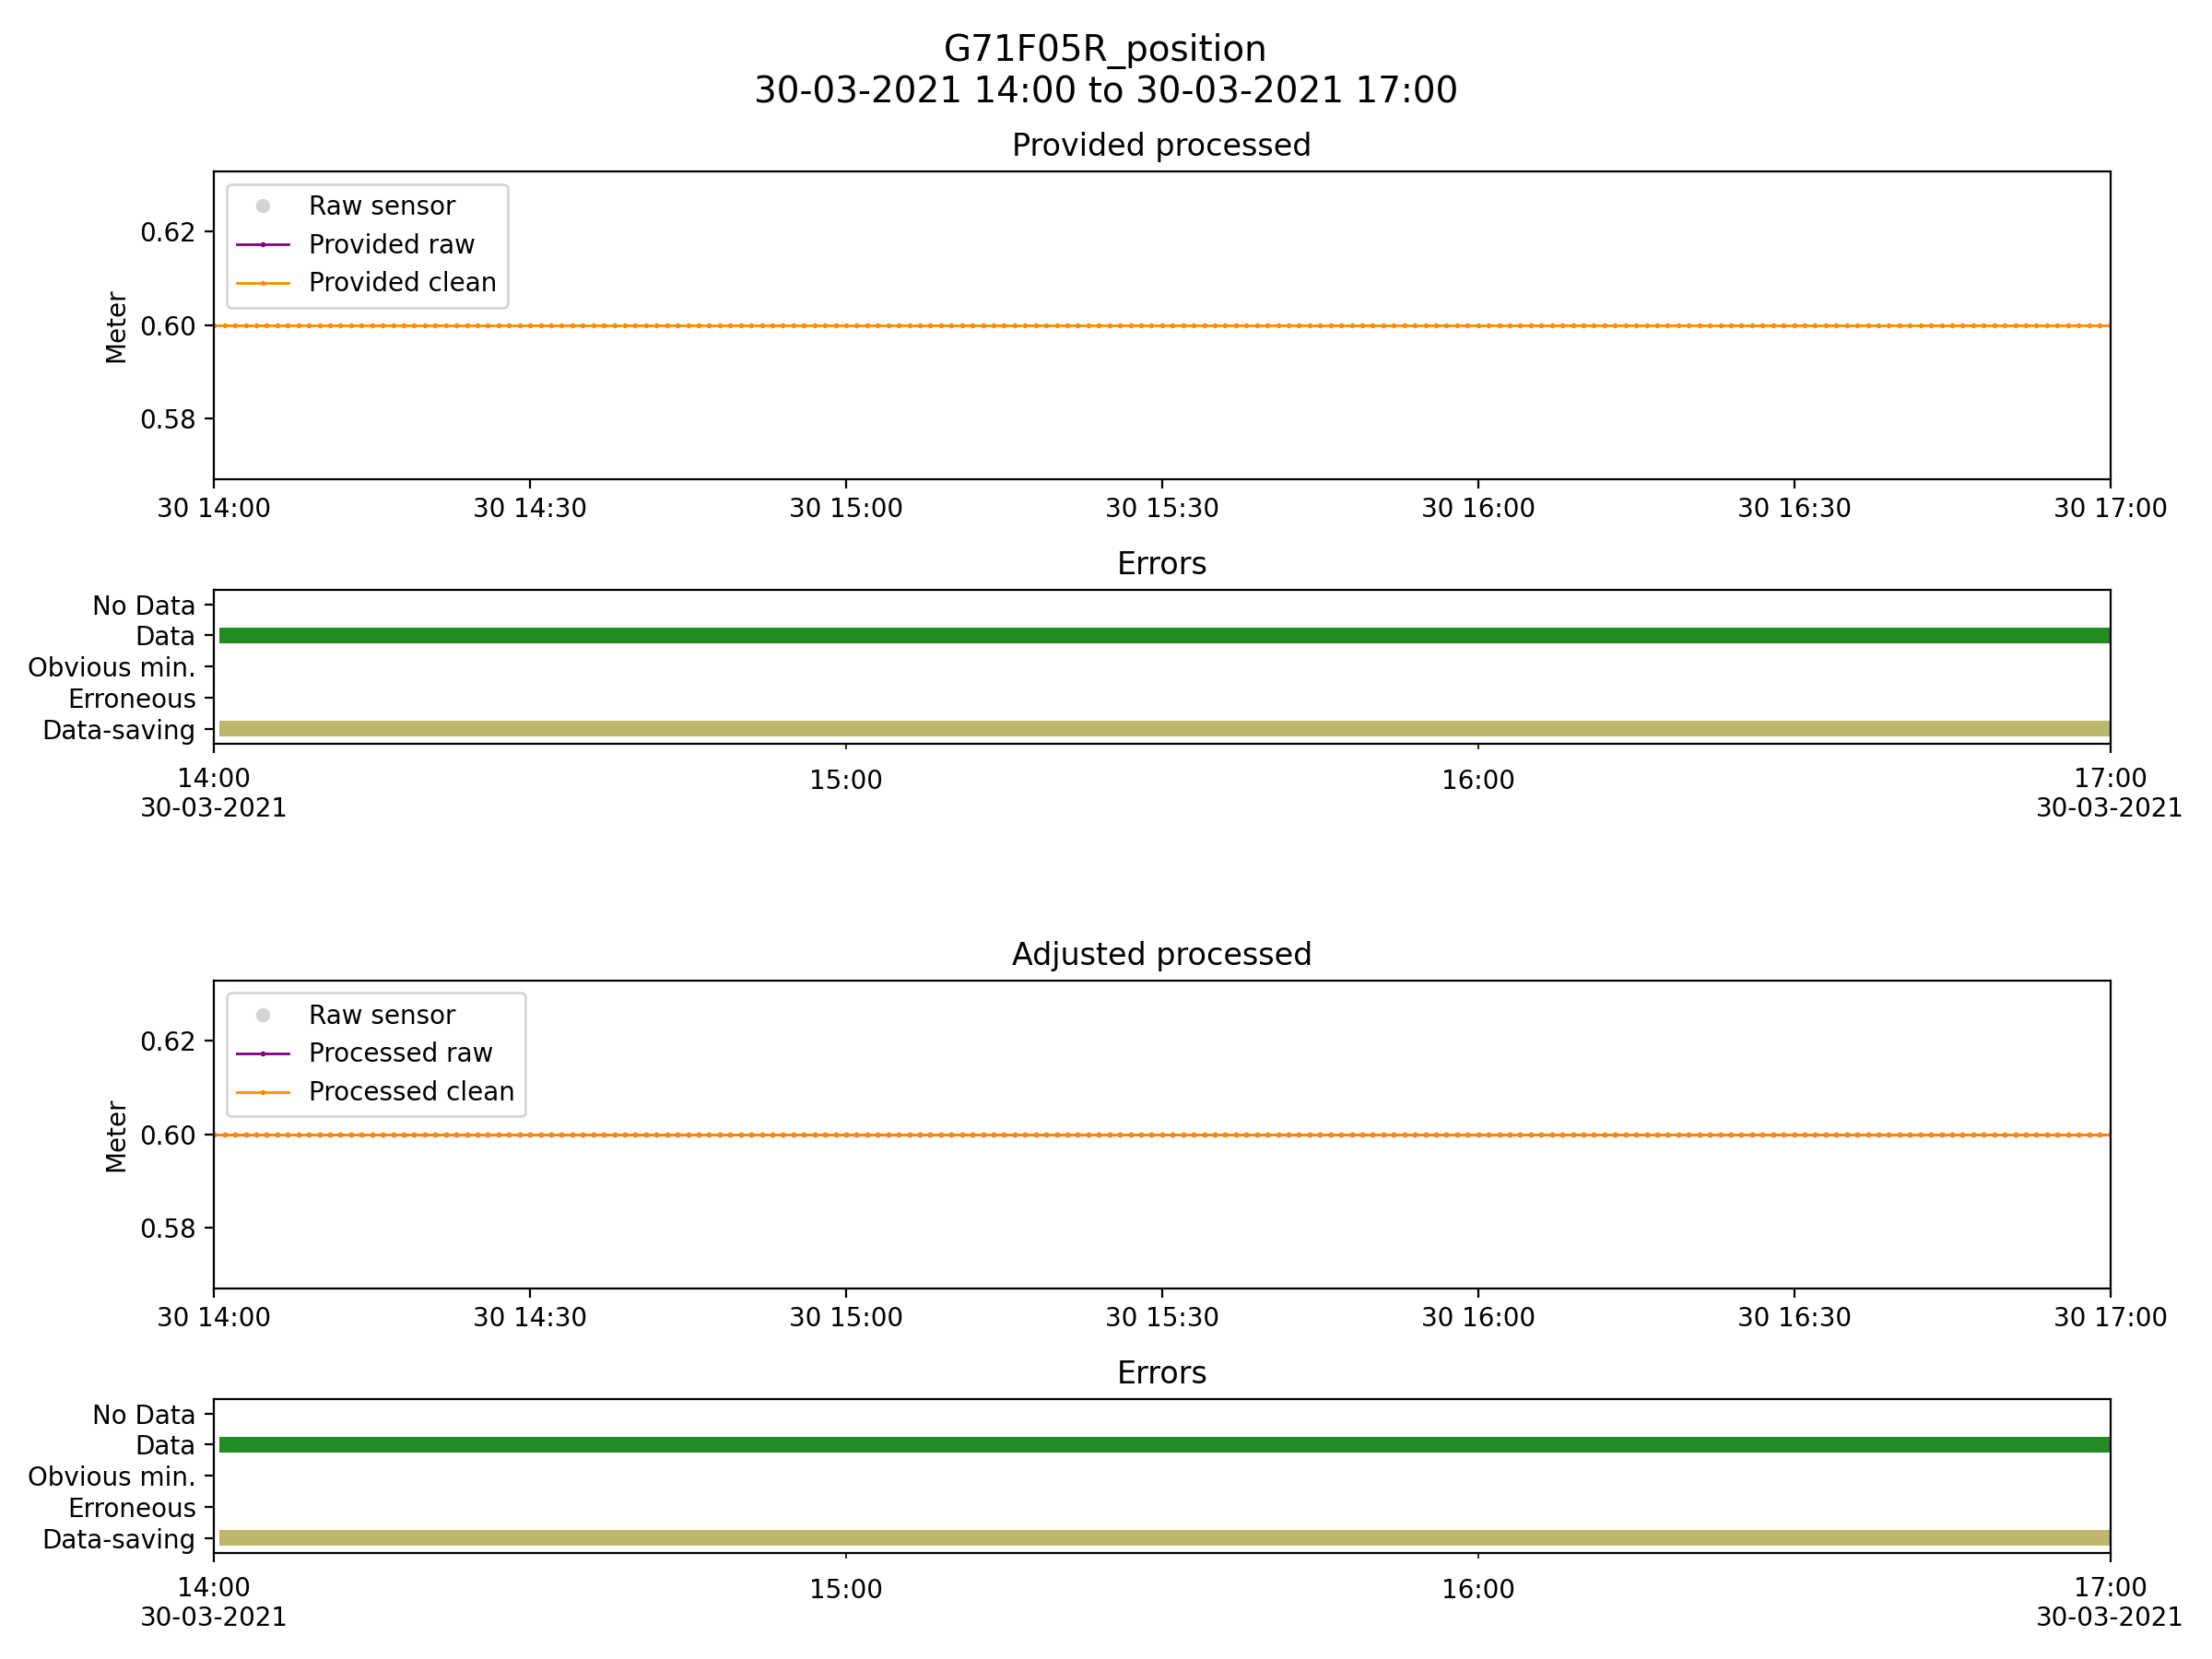 G71F05R_position
30-03-2021 14:00 to 30-03-2021 17:00
Provided processed
Raw sensor
Provided raw
Provided clean
Meter
0.62
0.60
0.58
30 14:00 30 14:30 30 15:00 30 15:30 30 16:00 30 16:30 30 17:00
Errors
No Data
Data
Obvious min.
Erroneous
Data-saving
14:00 15:00 16:00 17:00
30-03-2021 30-03-2021
Adjusted processed
Raw sensor
Processed raw
Processed clean
Meter
0.62
0.60
0.58
30 14:00 30 14:30 30 15:00 30 15:30 30 16:00 30 16:30 30 17:00
Errors
No Data
Data
Obvious min.
Erroneous
Data-saving
14:00 15:00 16:00 17:00
30-03-2021 30-03-2021